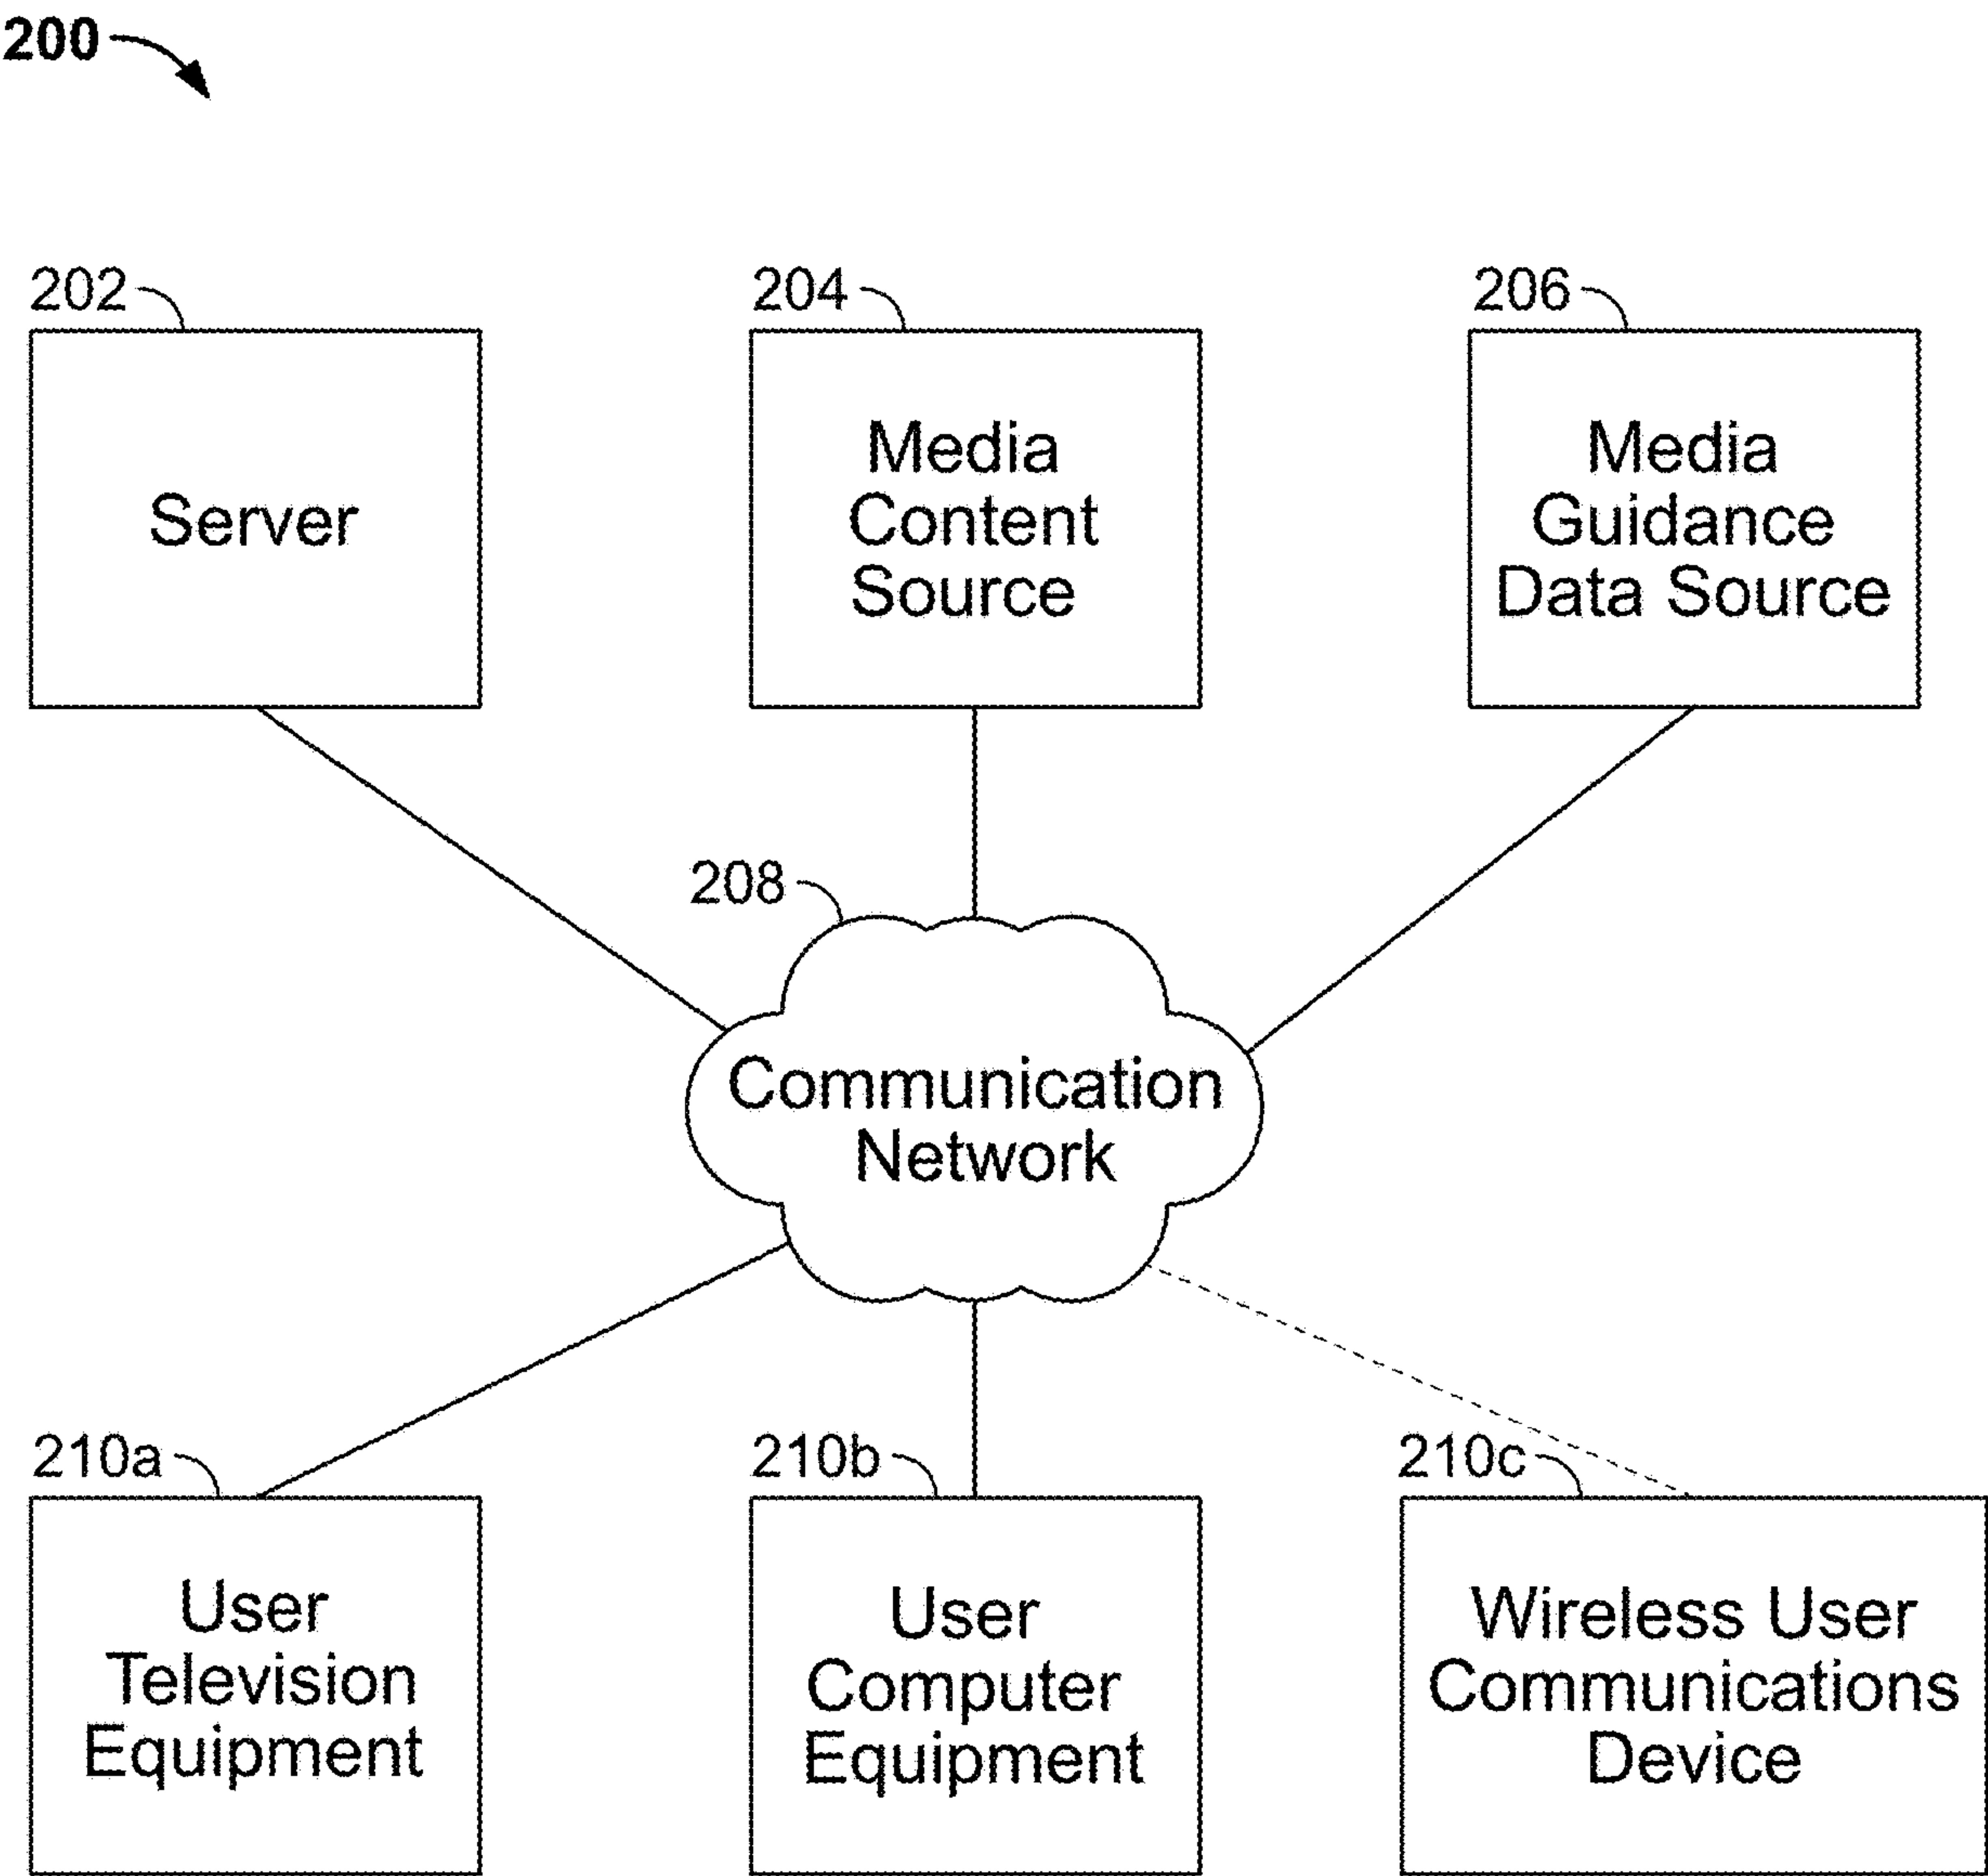 200
202
204
206
Server
Media
Content
Source
Media
Guidance
Data Source
208
Communication
Network
210a
210b
210c
User
Television
Equipment
User
Computer
Equipment
Wireless User
Communications
Device